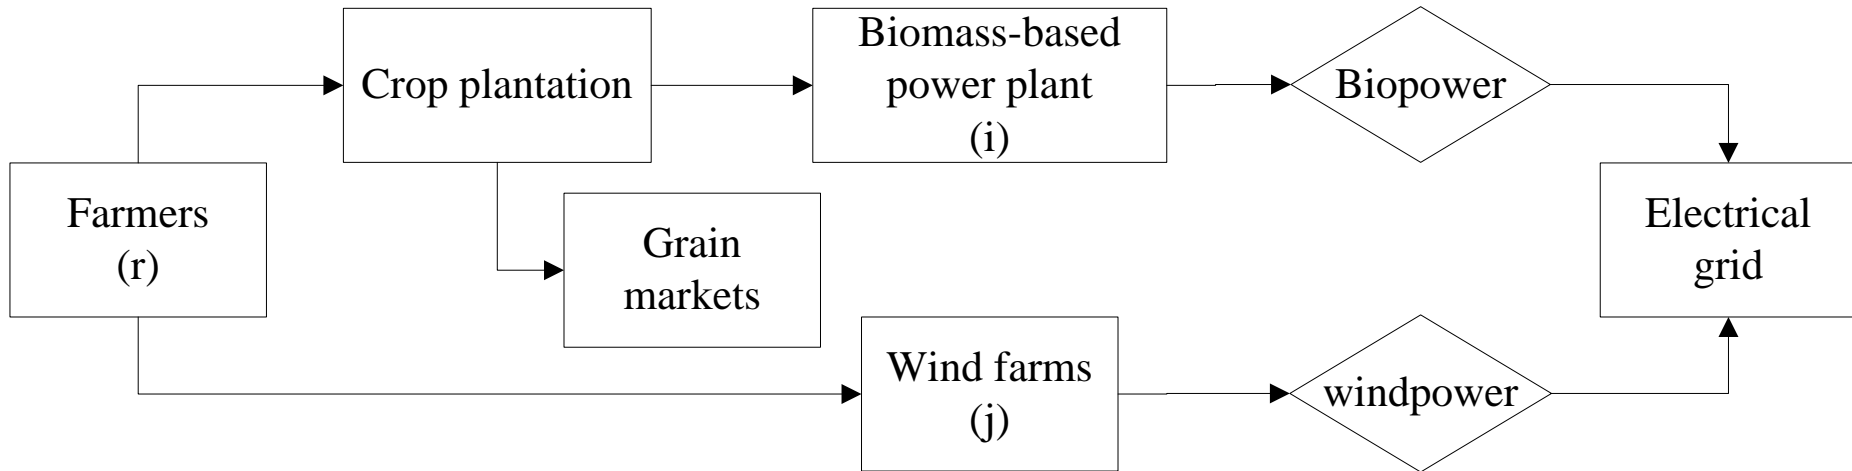 Farmers
(r)
Crop plantation
Grain
markets
Biomass-based
power plant
(i)
Biopower
Wind farms
(j)
windpower
Electrical
grid